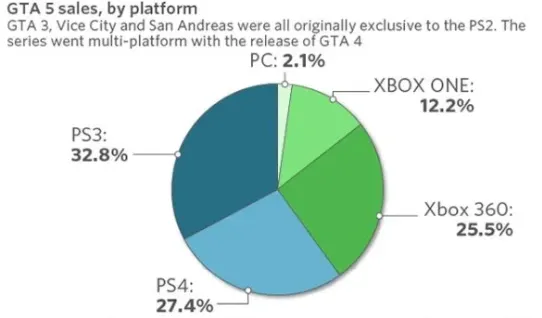 GTA 5 sales, by platform
GTA 3, Vice City and San Andreas were all originally exclusive to the PS2. The
series went multi-platform with the release of GTA 4
PC: 2.1%
XBOX ONE:
12.2%
PS3:
32.8%
Xbox 360:
25.5%
PS4:
27.4%